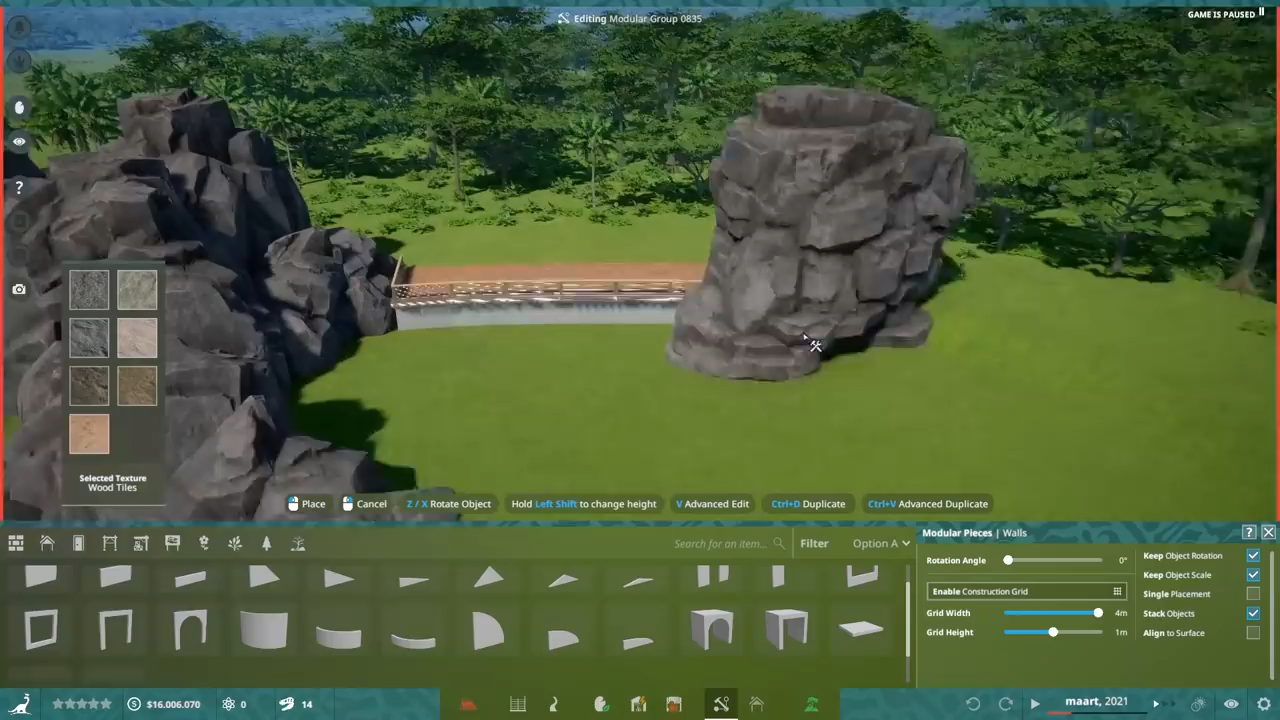 Editing Modular Group 0835
GAME IS PAUSED
?
Selected Texture
Wood Tiles
Place
Cancel
Z / X Rotate Object
Hold Left Shift to change height
V Advanced Edit
Ctrl+D Duplicate
Ctrl+V Advanced Duplicate
Search for an item...
Filter
Option A
Modular Pieces | Walls
?
Rotation Angle 0°
Enable Construction Grid
Grid Width 4m
Grid Height 1m
Keep Object Rotation
Keep Object Scale
Single Placement
Stack Objects
Align to Surface
$16.006.070
0
14
maart, 2021